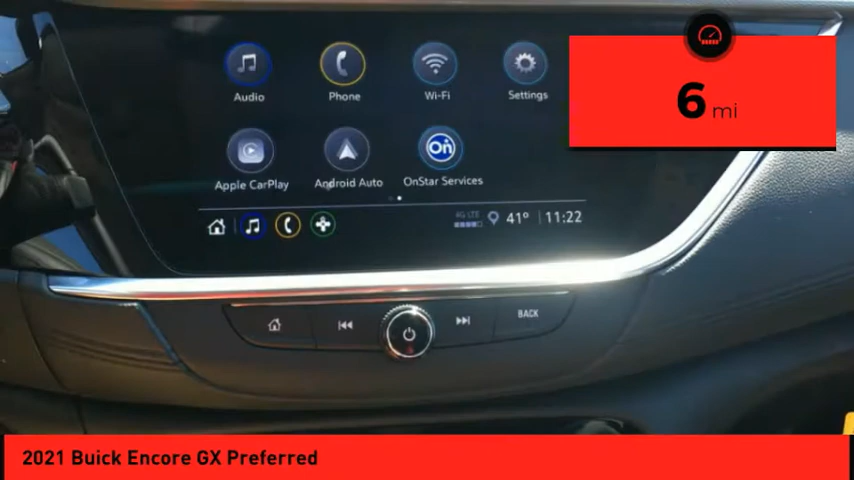 Audio Phone Wi-Fi Settings
6 mi
Apple CarPlay Android Auto OnStar Services
On
4G LTE 41° 11:22
BACK
2021 Buick Encore GX Preferred